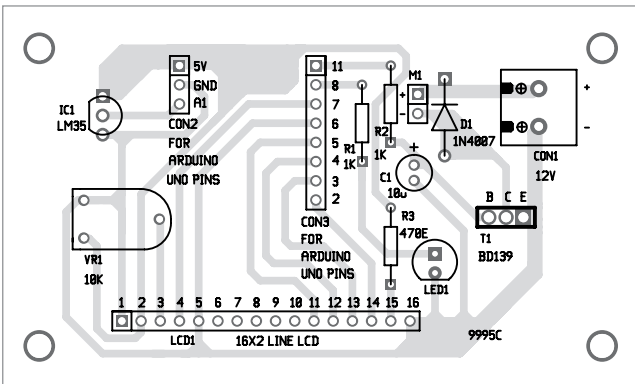 5V
GND
A1
CON2
FOR
ARDUINO
UNO PINS
IC1
LM35
11
8
7
6
5
4
3
2
CON3
FOR
ARDUINO
UNO PINS
R1
1K
R2
1K
M1
+
-
D1
1N4007
+
-
CON1
12V
+
C1
10u
B C E
T1
BD139
R3
470E
LED1
VR1
10K
1 2 3 4 5 6 7 8 9 10 11 12 13 14 15 16
LCD1 16X2 LINE LCD
9995C